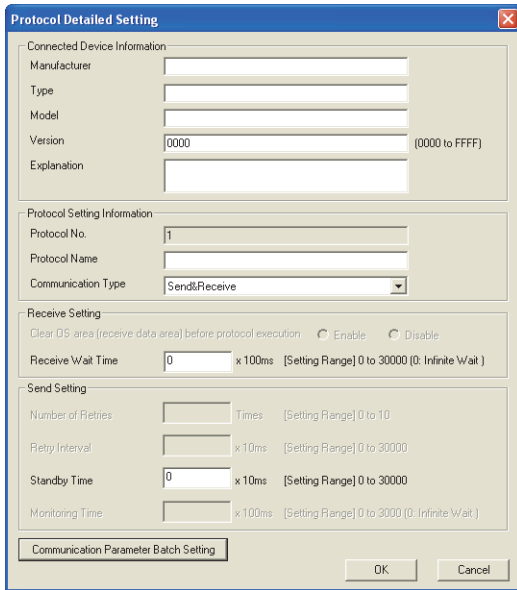 Protocol Detailed Setting
Connected Device Information
Manufacturer
Type
Model
Version 0000 (0000 to FFFF)
Explanation
Protocol Setting Information
Protocol No. 1
Protocol Name
Communication Type Send&Receive
Receive Setting
Clear OS area (receive data area) before protocol execution Enable Disable
Receive Wait Time 0 x 100ms [Setting Range] 0 to 30000 (0: Infinite Wait )
Send Setting
Number of Retries Times [Setting Range] 0 to 10
Retry Interval x 10ms [Setting Range] 0 to 30000
Standby Time 0 x 10ms [Setting Range] 0 to 30000
Monitoring Time x 100ms [Setting Range] 0 to 3000 (0: Infinite Wait )
Communication Parameter Batch Setting
OK Cancel